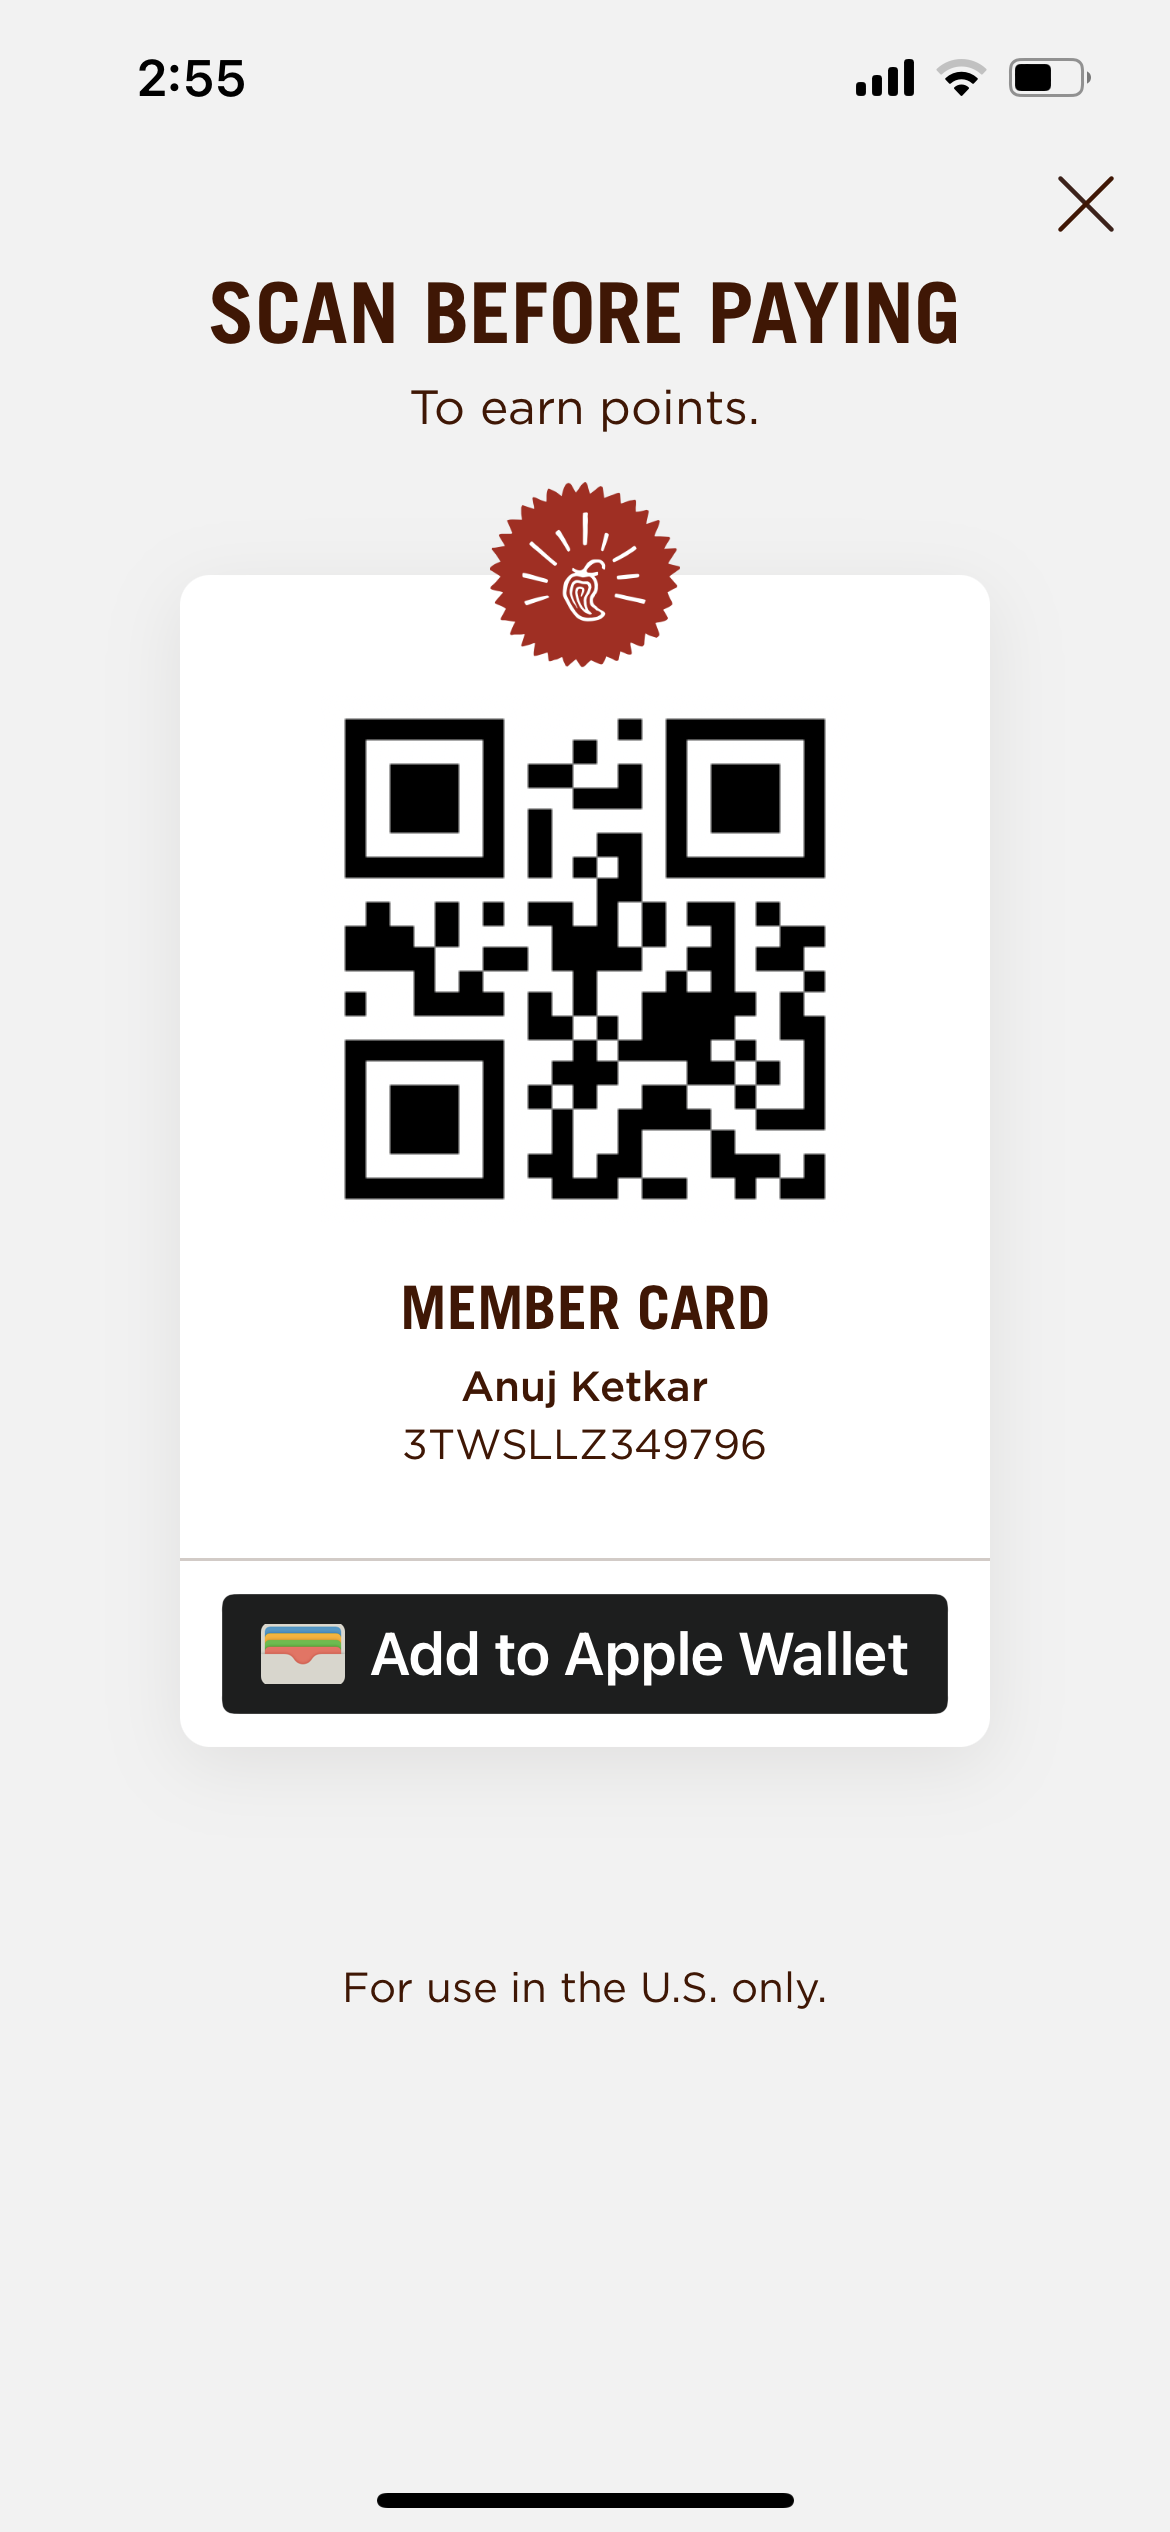 2:55
SCAN BEFORE PAYING
To earn points.
MEMBER CARD
Anuj Ketkar
3TWSLLZ349796
Add to Apple Wallet
For use in the U.S. only.